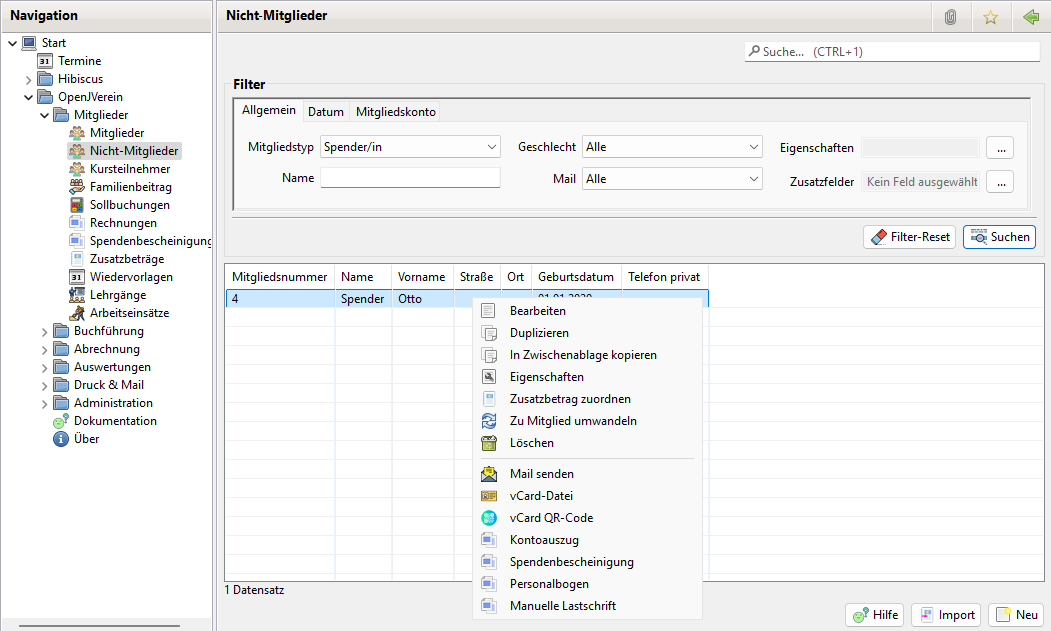 Navigation
Start
Termine
Hibiscus
OpenJVerein
Mitglieder
Mitglieder
Nicht-Mitglieder
Kursteilnehmer
Familienbeitrag
Sollbuchungen
Rechnungen
Spendenbescheinigung
Zusatzbeträge
Wiedervorlagen
Lehrgänge
Arbeitseinsätze
Buchführung
Abrechnung
Auswertungen
Druck & Mail
Administration
Dokumentation
Über
Nicht-Mitglieder
Suche... (CTRL+1)
Filter
Allgemein Datum Mitgliedskonto
Mitgliedstyp Spender/in Geschlecht Alle Eigenschaften ...
Name Mail Alle Zusatzfelder Kein Feld ausgewählt ...
Filter-Reset Suchen
Mitgliedsnummer Name Vorname Straße Ort Geburtsdatum Telefon privat
4 Spender Otto
Bearbeiten
Duplizieren
In Zwischenablage kopieren
Eigenschaften
Zusatzbetrag zuordnen
Zu Mitglied umwandeln
Löschen
Mail senden
vCard-Datei
vCard QR-Code
Kontoauszug
Spendenbescheinigung
Personalbogen
Manuelle Lastschrift
1 Datensatz
Hilfe Import Neu